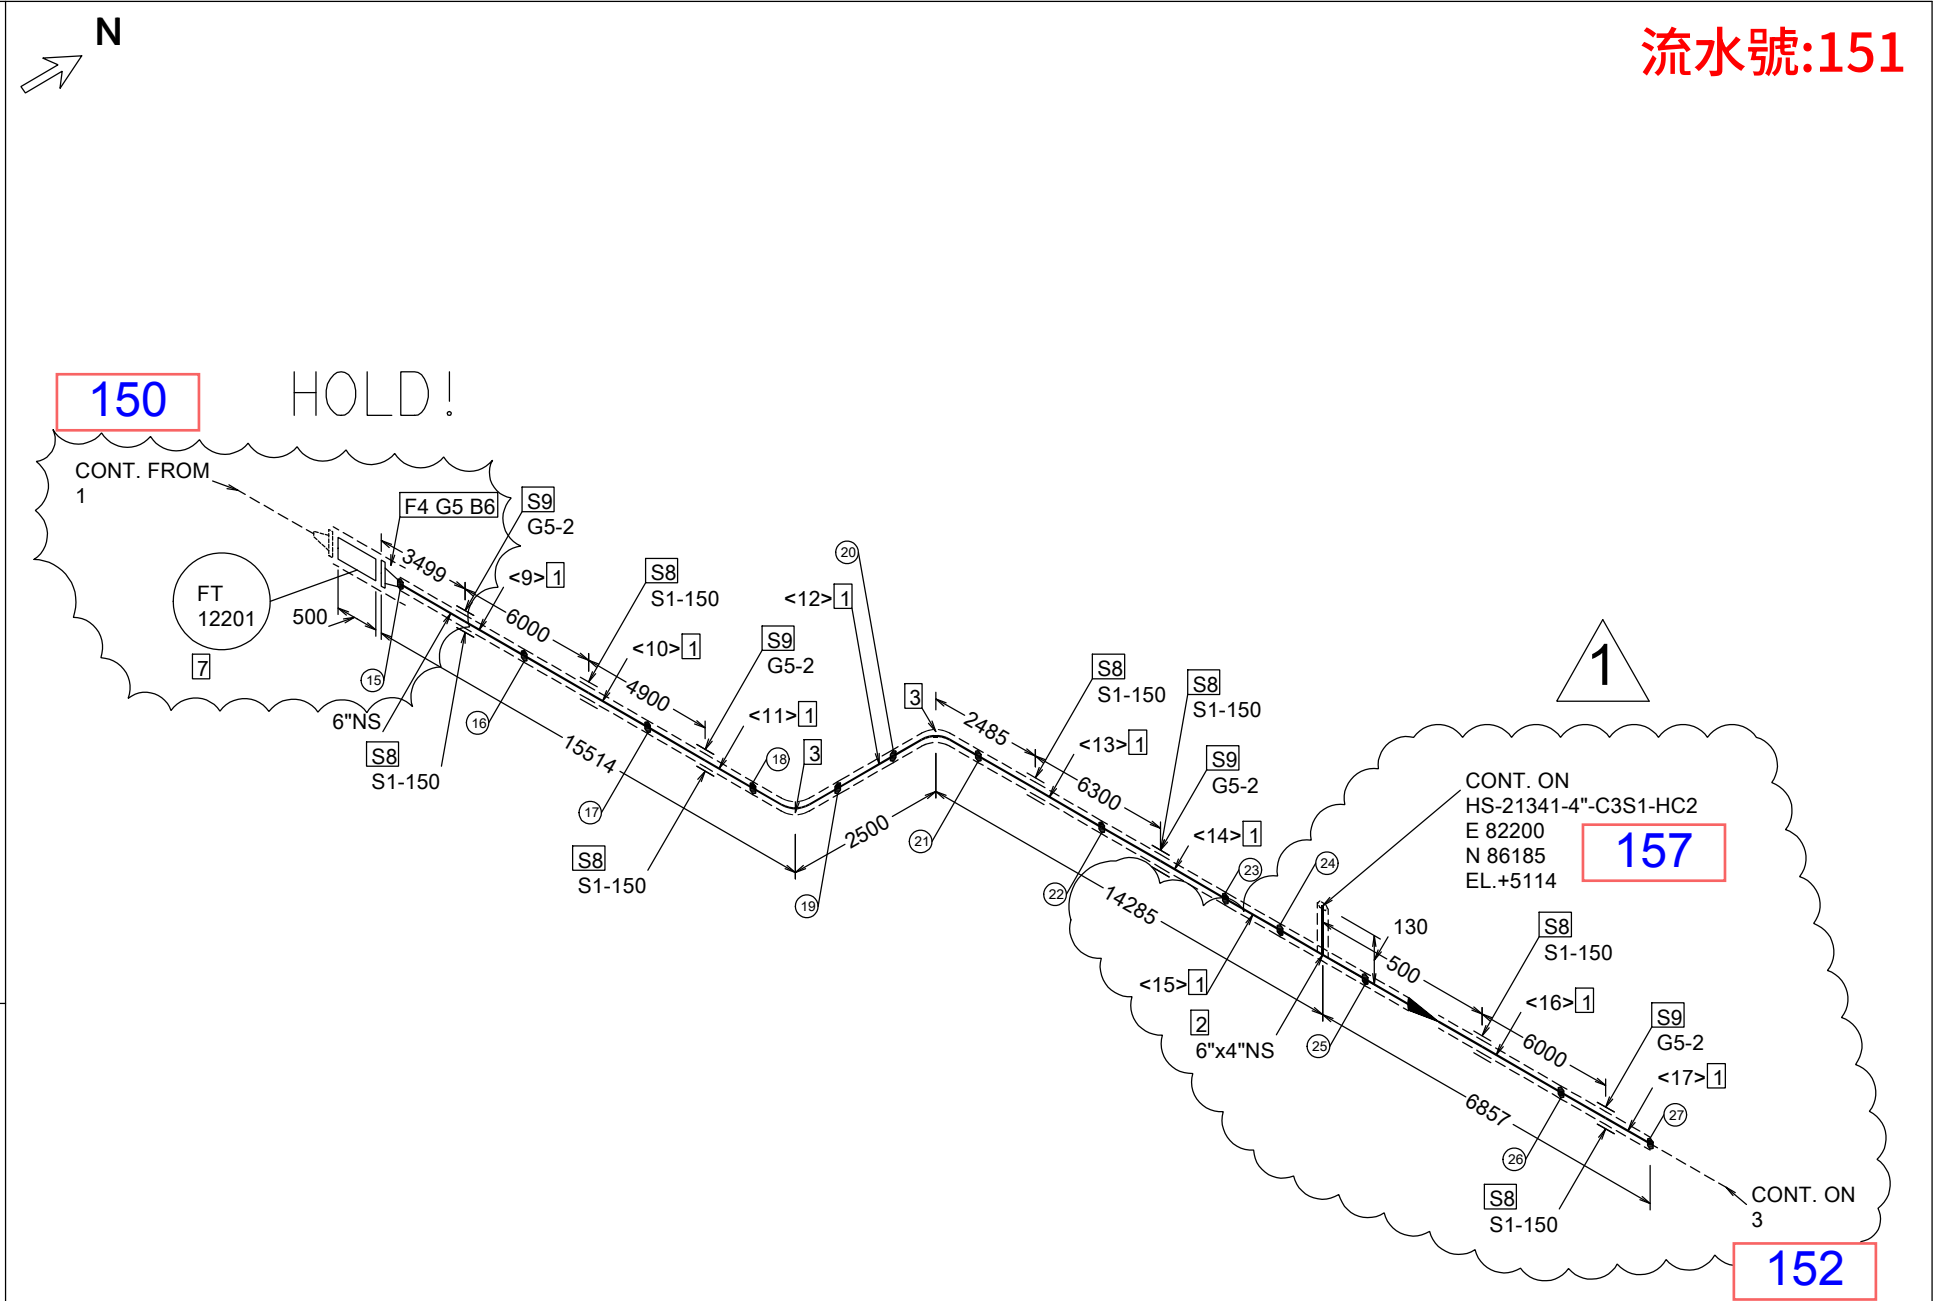 N
流水號:151
150
HOLD!
CONT. FROM
1
F4 G5 B6
S9
G5-2
3499
<9> 1
FT
12201
500
7
6000
S8
S1-150
<10> 1
15
6"NS
S8
S1-150
16
4900
S9
G5-2
<11> 1
15514
17
18
3
S8
S1-150
<12> 1
20
19
2500
3
2485
S8
S1-150
<13> 1
21
6300
S8
S1-150
S9
G5-2
<14> 1
22
14285
23
24
1
CONT. ON
HS-21341-4"-C3S1-HC2
E 82200
N 86185
EL.+5114
157
130
500
<15> 1
2
6"x4"NS
25
S8
S1-150
<16> 1
6000
S9
G5-2
<17> 1
6857
26
27
S8
S1-150
CONT. ON
3
152